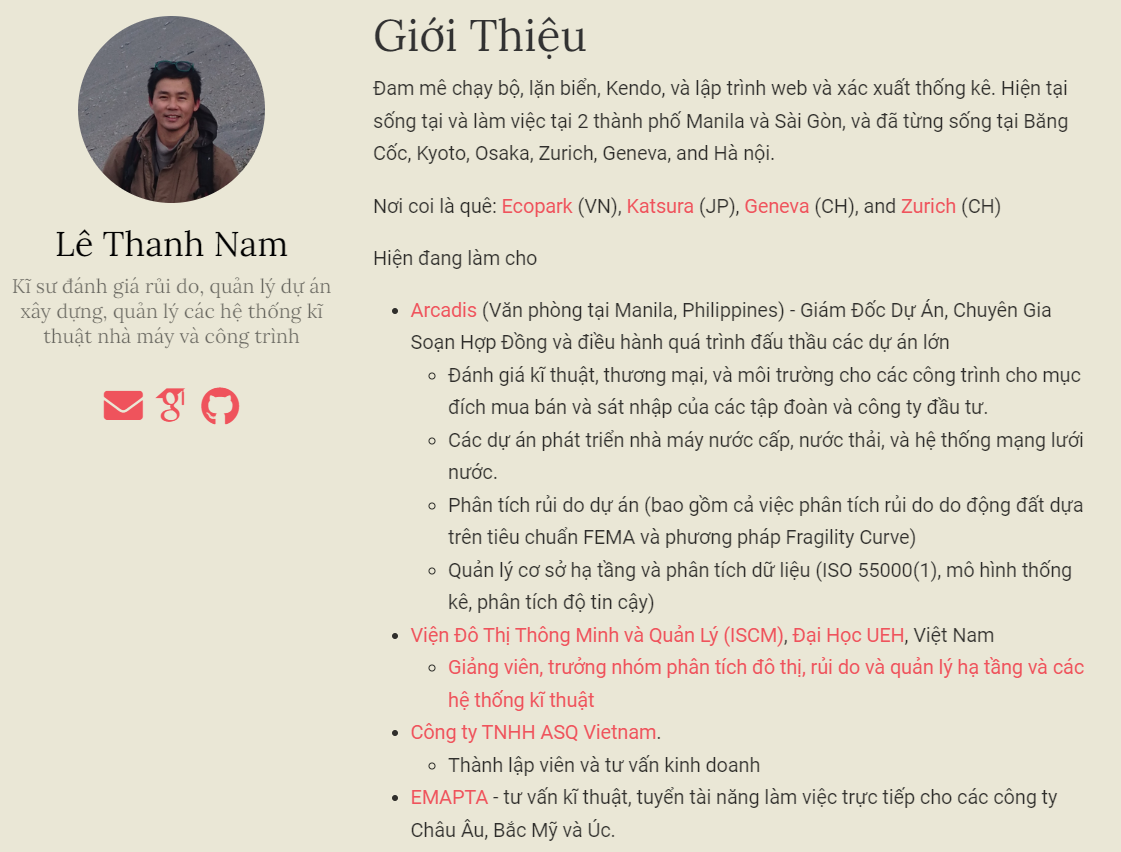 Lê Thanh Nam
Kĩ sư đánh giá rủi do, quản lý dự án
xây dựng, quản lý các hệ thống kĩ
thuật nhà máy và công trình
Giới Thiệu
Đam mê chạy bộ, lặn biển, Kendo, và lập trình web và xác xuất thống kê. Hiện tại
sống tại và làm việc tại 2 thành phố Manila và Sài Gòn, và đã từng sống tại Băng
Cốc, Kyoto, Osaka, Zurich, Geneva, and Hà nội.
Nơi coi là quê: Ecopark (VN), Katsura (JP), Geneva (CH), and Zurich (CH)
Hiện đang làm cho
Arcadis (Văn phòng tại Manila, Philippines) - Giám Đốc Dự Án, Chuyên Gia
Soạn Hợp Đồng và điều hành quá trình đấu thầu các dự án lớn
Đánh giá kĩ thuật, thương mại, và môi trường cho các công trình cho mục
đích mua bán và sát nhập của các tập đoàn và công ty đầu tư.
Các dự án phát triển nhà máy nước cấp, nước thải, và hệ thống mạng lưới
nước.
Phân tích rủi do dự án (bao gồm cả việc phân tích rủi do do động đất dựa
trên tiêu chuẩn FEMA và phương pháp Fragility Curve)
Quản lý cơ sở hạ tầng và phân tích dữ liệu (ISO 55000(1), mô hình thống
kê, phân tích độ tin cậy)
Viện Đô Thị Thông Minh và Quản Lý (ISCM), Đại Học UEH, Việt Nam
Giảng viên, trưởng nhóm phân tích đô thị, rủi do và quản lý hạ tầng và các
hệ thống kĩ thuật
Công ty TNHH ASQ Vietnam.
Thành lập viên và tư vấn kinh doanh
EMAPTA - tư vấn kĩ thuật, tuyển tài năng làm việc trực tiếp cho các công ty
Châu Âu, Bắc Mỹ và Úc.